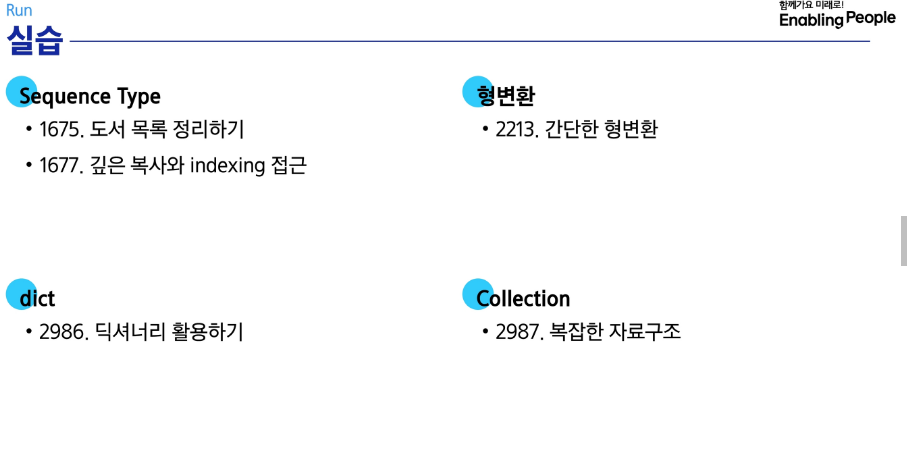 Run
함께가요 미래로!
Enabling People
실습
Sequence Type
• 1675. 도서 목록 정리하기
• 1677. 깊은 복사와 indexing 접근
형변환
• 2213. 간단한 형변환
dict
• 2986. 딕셔너리 활용하기
Collection
• 2987. 복잡한 자료구조